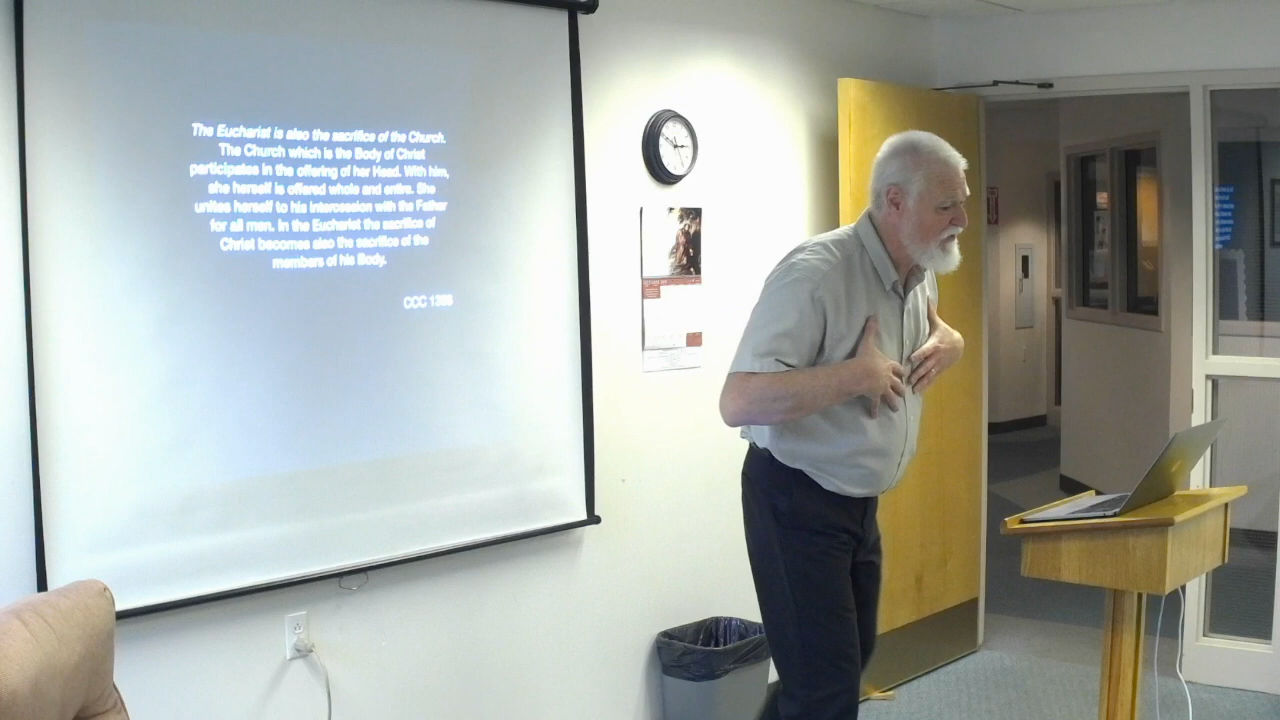 The Eucharist is also the sacrifice of the Church.
The Church which is the Body of Christ
participates in the offering of her Head. With him,
she herself is offered whole and entire. She
unites herself to his intercession with the Father
for all men. In the Eucharist the sacrifice of
Christ becomes also the sacrifice of the
members of his Body.
CCC 1368